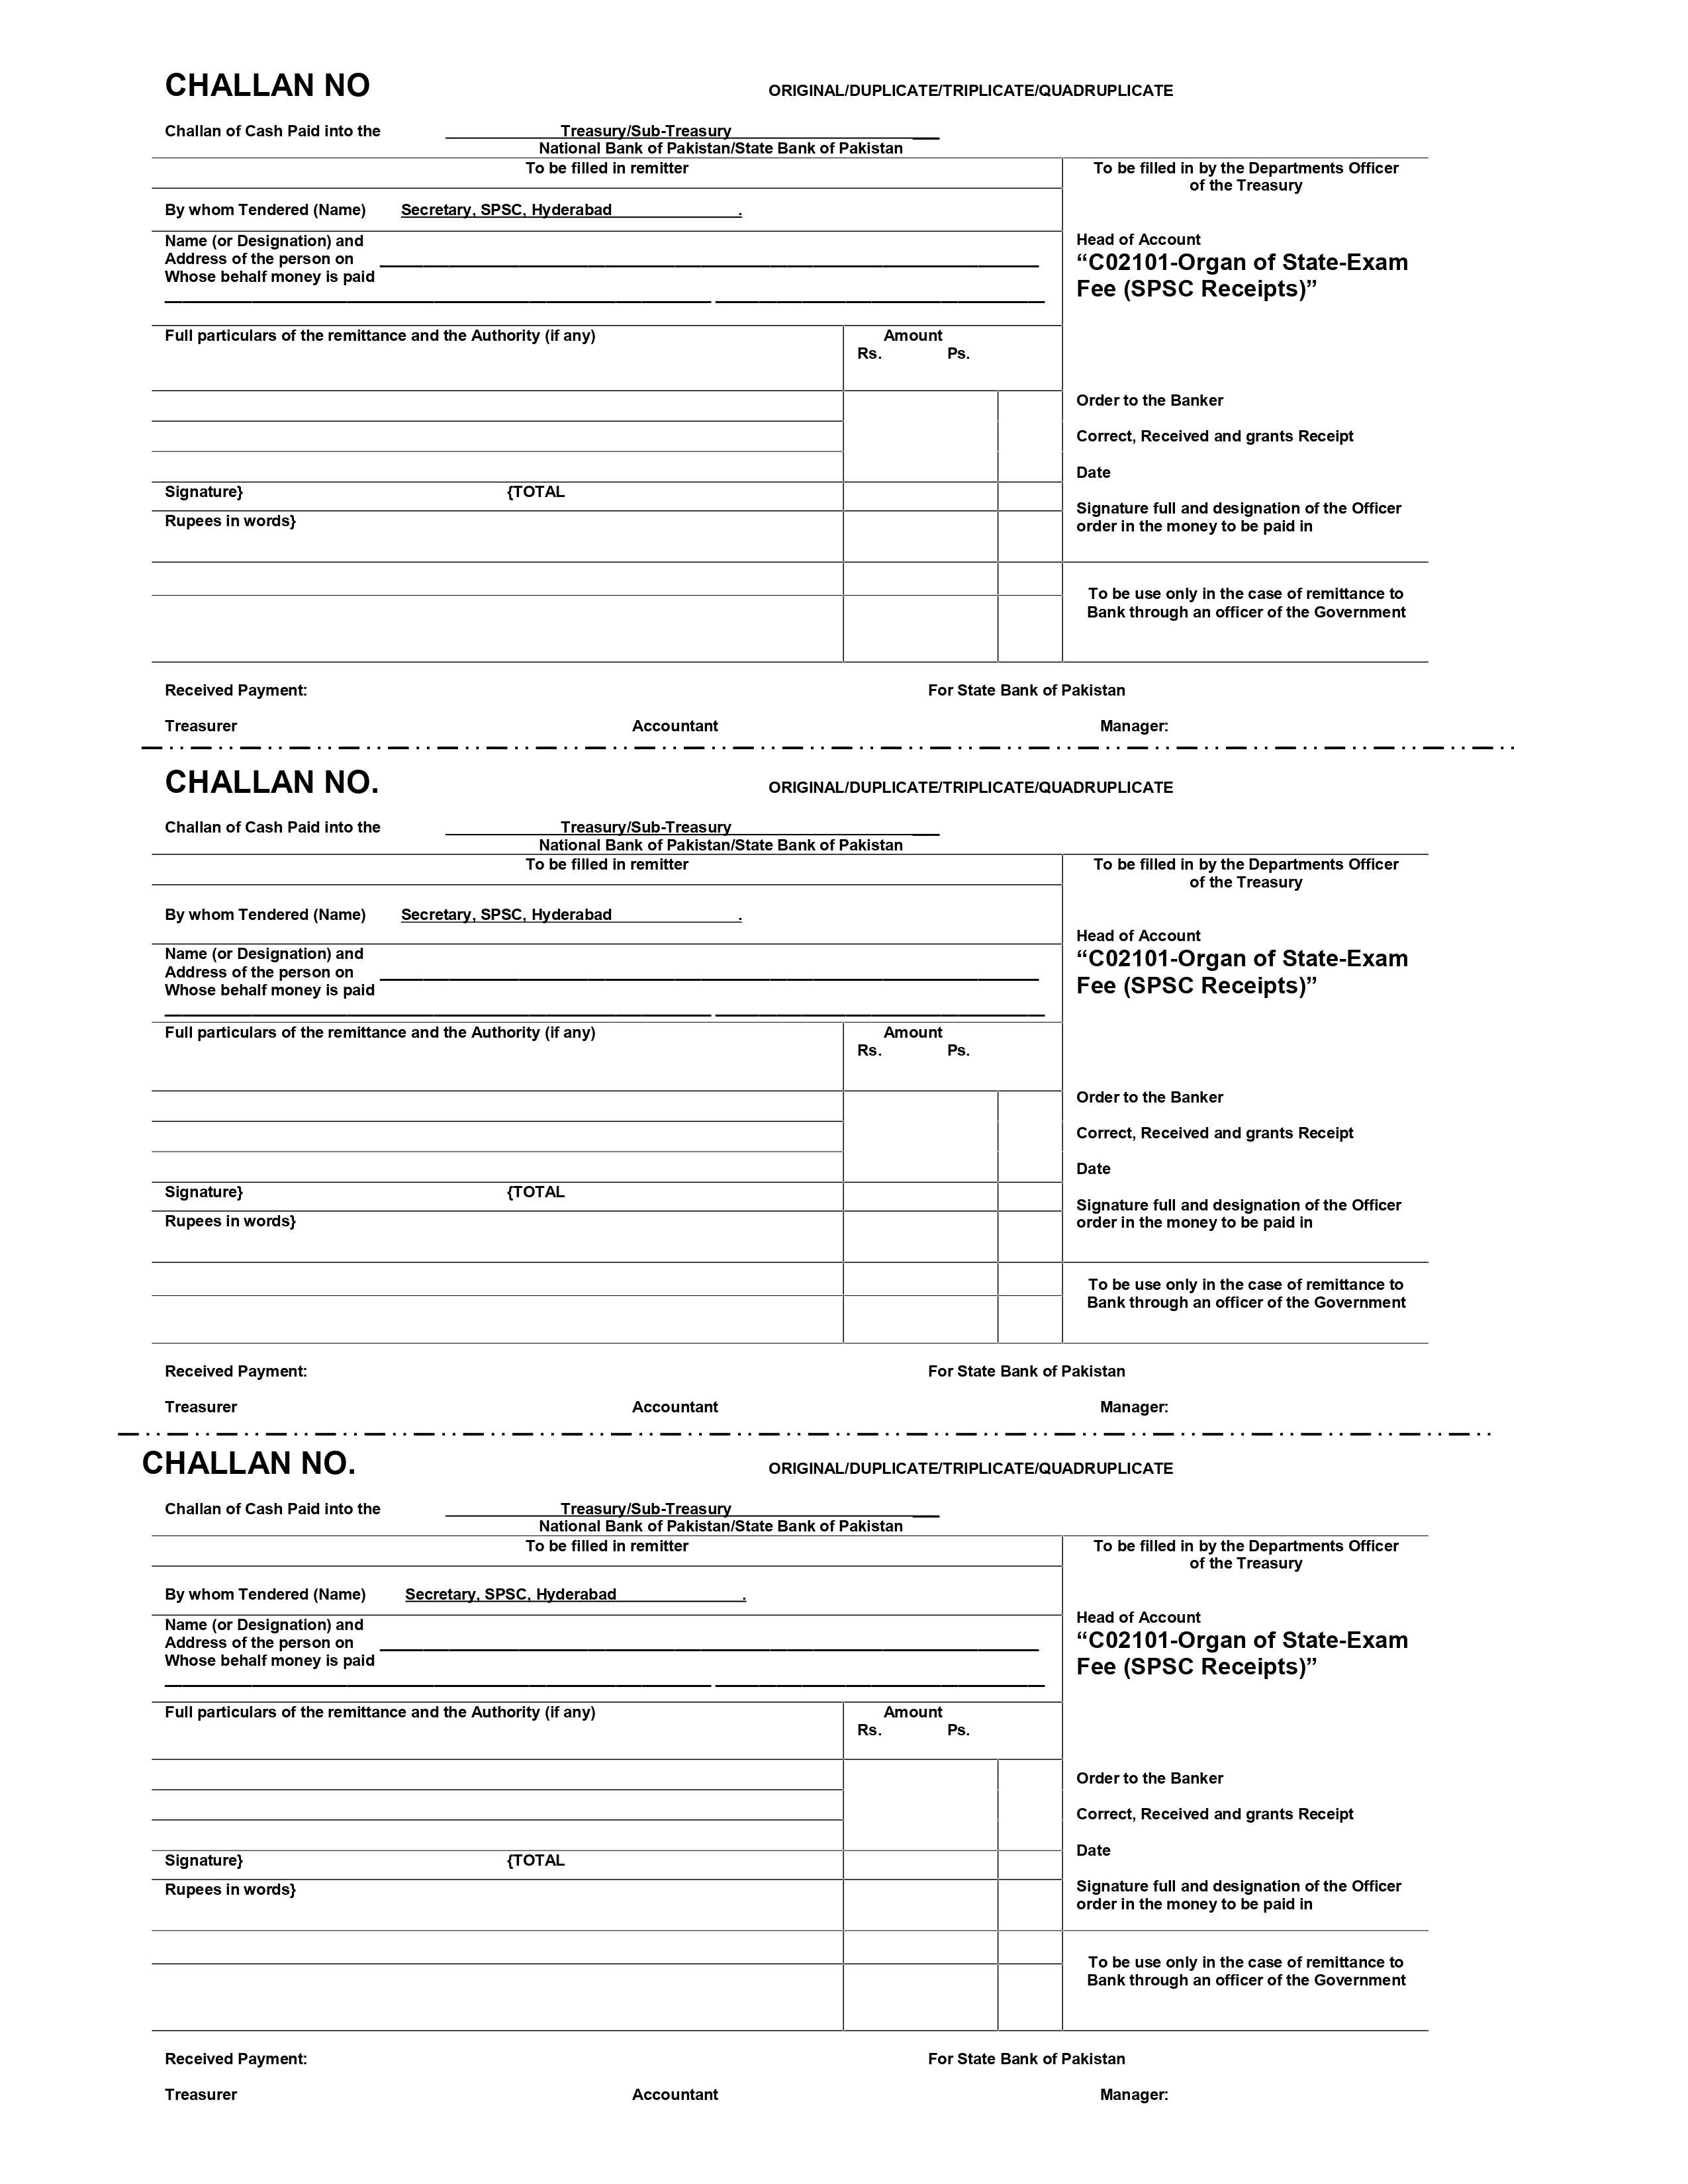 CHALLAN NO
ORIGINAL/DUPLICATE/TRIPLICATE/QUADRUPLICATE
Challan of Cash Paid into the Treasury/Sub-Treasury
National Bank of Pakistan/State Bank of Pakistan
To be filled in remitter
To be filled in by the Departments Officer
of the Treasury
By whom Tendered (Name) Secretary, SPSC, Hyderabad .
Name (or Designation) and
Address of the person on
Whose behalf money is paid
Head of Account
“C02101-Organ of State-Exam
Fee (SPSC Receipts)”
Full particulars of the remittance and the Authority (if any)
Amount
Rs. Ps.
Order to the Banker
Correct, Received and grants Receipt
Date
Signature} {TOTAL
Signature full and designation of the Officer
order in the money to be paid in
Rupees in words}
To be use only in the case of remittance to
Bank through an officer of the Government
Received Payment: For State Bank of Pakistan
Treasurer Accountant Manager:
CHALLAN NO.
ORIGINAL/DUPLICATE/TRIPLICATE/QUADRUPLICATE
Challan of Cash Paid into the Treasury/Sub-Treasury
National Bank of Pakistan/State Bank of Pakistan
To be filled in remitter
To be filled in by the Departments Officer
of the Treasury
By whom Tendered (Name) Secretary, SPSC, Hyderabad .
Name (or Designation) and
Address of the person on
Whose behalf money is paid
Head of Account
“C02101-Organ of State-Exam
Fee (SPSC Receipts)”
Full particulars of the remittance and the Authority (if any)
Amount
Rs. Ps.
Order to the Banker
Correct, Received and grants Receipt
Date
Signature} {TOTAL
Signature full and designation of the Officer
order in the money to be paid in
Rupees in words}
To be use only in the case of remittance to
Bank through an officer of the Government
Received Payment: For State Bank of Pakistan
Treasurer Accountant Manager:
CHALLAN NO.
ORIGINAL/DUPLICATE/TRIPLICATE/QUADRUPLICATE
Challan of Cash Paid into the Treasury/Sub-Treasury
National Bank of Pakistan/State Bank of Pakistan
To be filled in remitter
To be filled in by the Departments Officer
of the Treasury
By whom Tendered (Name) Secretary, SPSC, Hyderabad .
Name (or Designation) and
Address of the person on
Whose behalf money is paid
Head of Account
“C02101-Organ of State-Exam
Fee (SPSC Receipts)”
Full particulars of the remittance and the Authority (if any)
Amount
Rs. Ps.
Order to the Banker
Correct, Received and grants Receipt
Date
Signature} {TOTAL
Signature full and designation of the Officer
order in the money to be paid in
Rupees in words}
To be use only in the case of remittance to
Bank through an officer of the Government
Received Payment: For State Bank of Pakistan
Treasurer Accountant Manager: